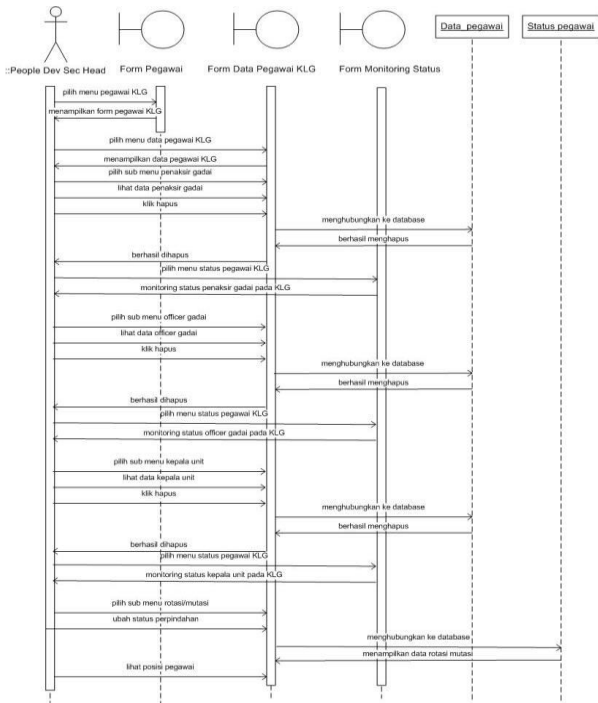 Data_pegawai
Status pegawai
::People Dev Sec Head
Form Pegawai
Form Data Pegawai KLG
Form Monitoring Status
pilih menu pegawai KLG
menampilkan form pegawai KLG
pilih menu data pegawai KLG
menampilkan data pegawai KLG
pilih sub menu penaksir gadai
lihat data penaksir gadai
klik hapus
menghubungkan ke database
berhasil menghapus
berhasil dihapus
pilih menu status pegawai KLG
monitoring status penaksir gadai pada KLG
pilih sub menu officer gadai
lihat data officer gadai
klik hapus
menghubungkan ke database
berhasil menghapus
berhasil dihapus
pilih menu status pegawai KLG
monitoring status officer gadai pada KLG
pilih sub menu kepala unit
lihat data kepala unit
klik hapus
menghubungkan ke database
berhasil menghapus
berhasil dihapus
pilih menu status pegawai KLG
monitoring status kepala unit pada KLG
pilih sub menu rotasi/mutasi
ubah status perpindahan
menghubungkan ke database
menampilkan data rotasi mutasi
lihat posisi pegawai